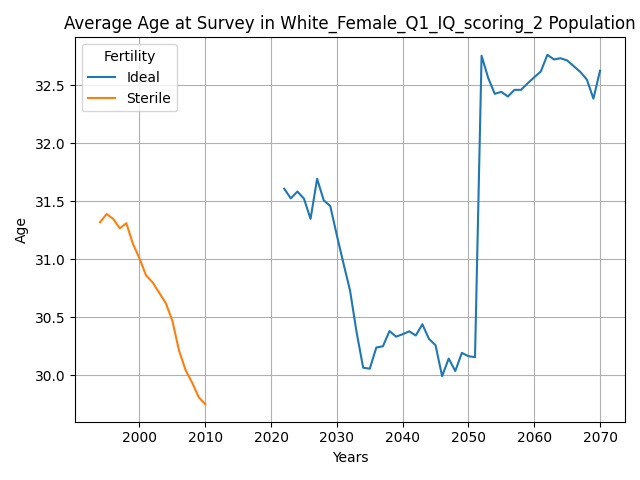 Average Age at Survey in White_Female_Q1_IQ_scoring_2 Population
Fertility
Ideal
Sterile
32.5
32.0
31.5
31.0
30.5
30.0
Age
2000 2010 2020 2030 2040 2050 2060 2070
Years